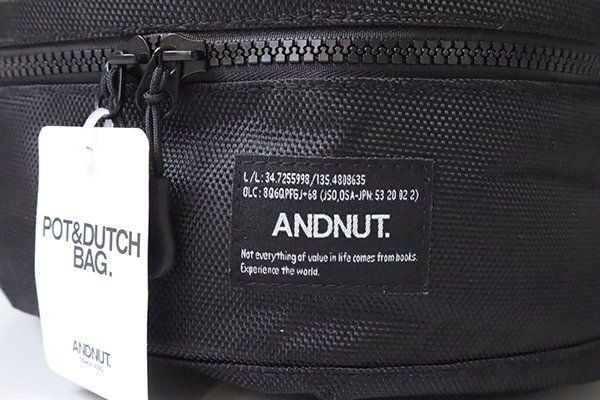 L/L: 34.7255998/135.4808635
OLC: 8Q6QPFGJ+68 (JSO,OSA-JPN: 53 20 02 2)
ANDNUT.
Not everything of value in life comes from books.
Experience the world.
POT&DUTCH
BAG.
ANDNUT.